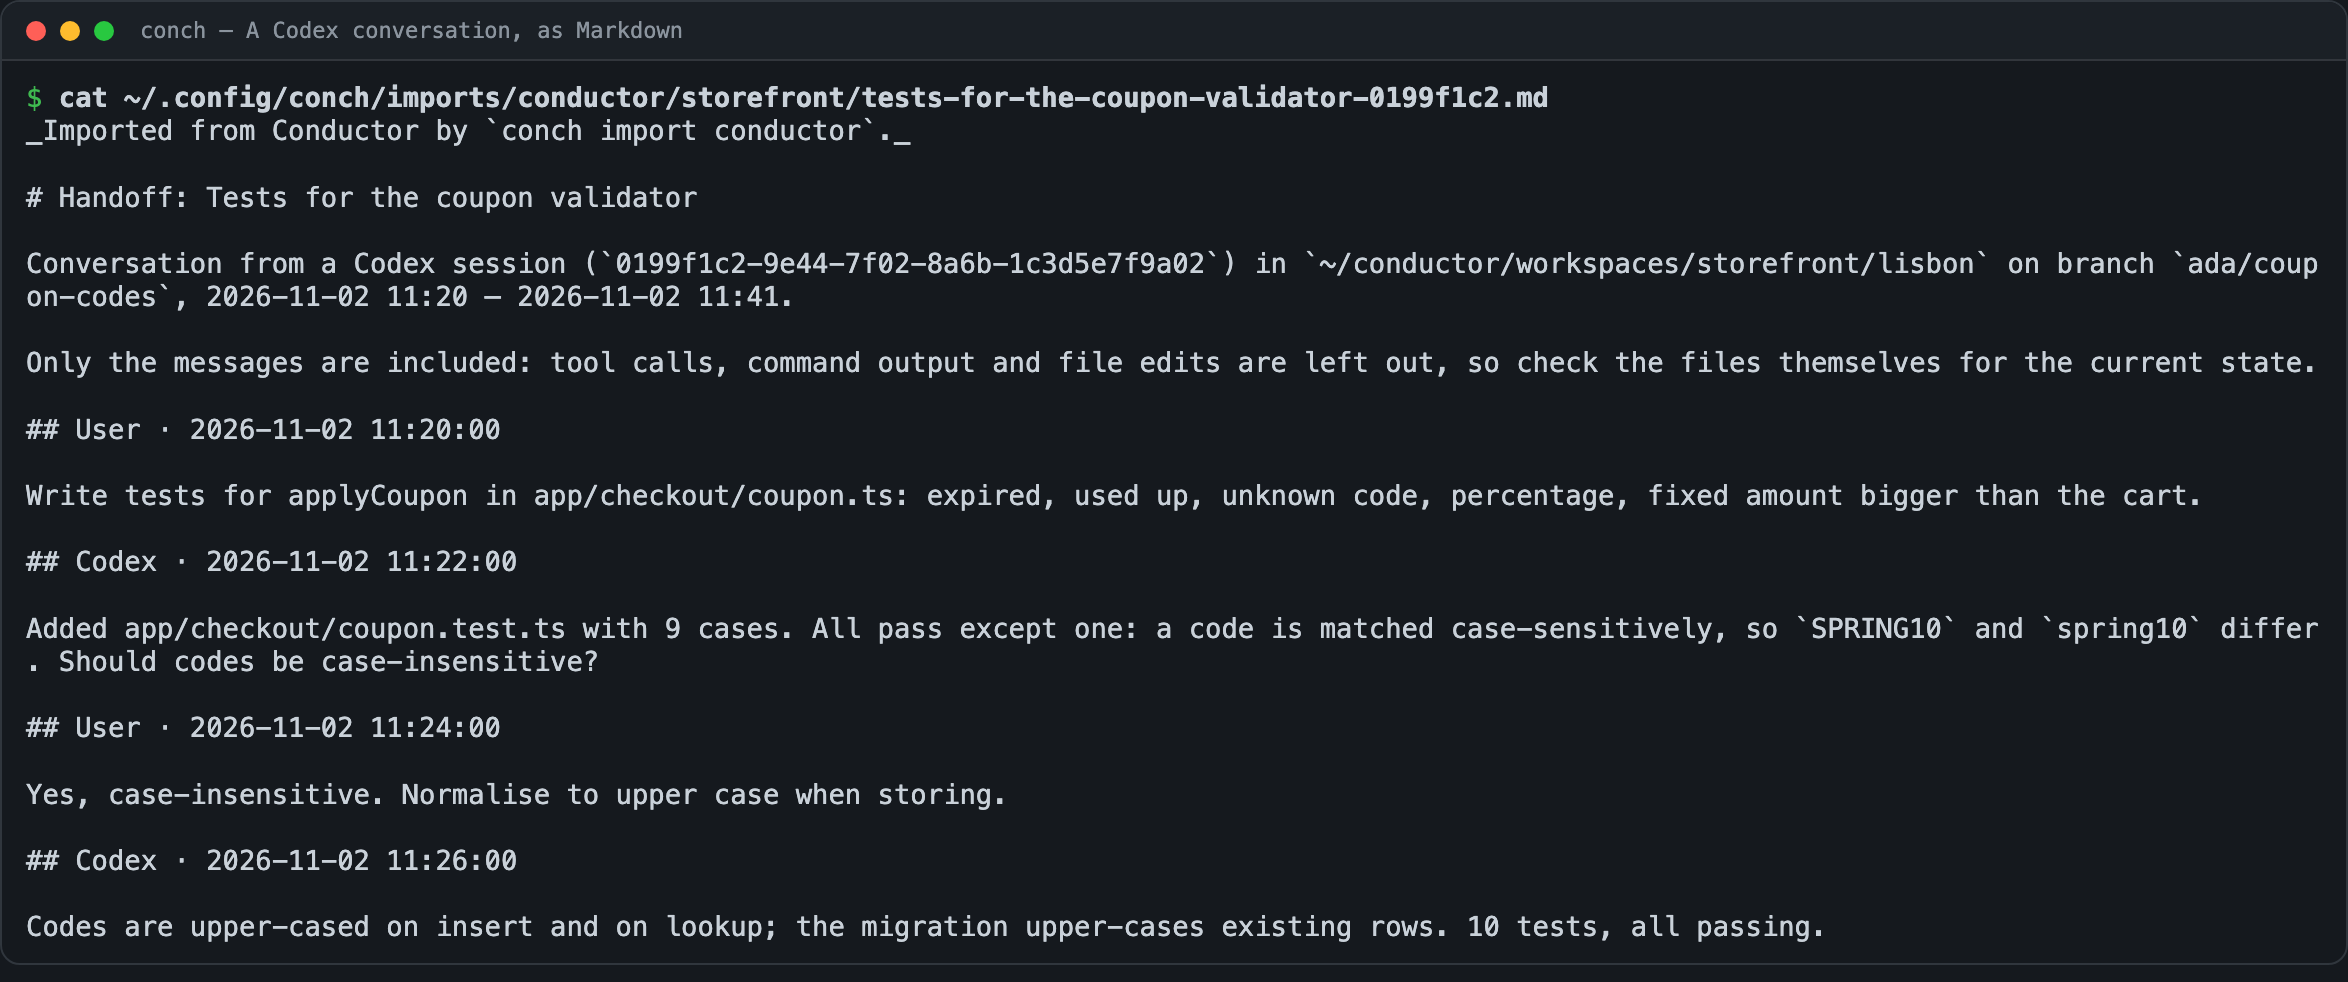 conch — A Codex conversation, as Markdown
$ cat ~/.config/conch/imports/conductor/storefront/tests-for-the-coupon-validator-0199f1c2.md
_Imported from Conductor by `conch import conductor`._
# Handoff: Tests for the coupon validator
Conversation from a Codex session (`0199f1c2-9e44-7f02-8a6b-1c3d5e7f9a02`) in `~/conductor/workspaces/storefront/lisbon` on branch `ada/coup
on-codes`, 2026-11-02 11:20 — 2026-11-02 11:41.
Only the messages are included: tool calls, command output and file edits are left out, so check the files themselves for the current state.
## User · 2026-11-02 11:20:00
Write tests for applyCoupon in app/checkout/coupon.ts: expired, used up, unknown code, percentage, fixed amount bigger than the cart.
## Codex · 2026-11-02 11:22:00
Added app/checkout/coupon.test.ts with 9 cases. All pass except one: a code is matched case-sensitively, so `SPRING10` and `spring10` differ
. Should codes be case-insensitive?
## User · 2026-11-02 11:24:00
Yes, case-insensitive. Normalise to upper case when storing.
## Codex · 2026-11-02 11:26:00
Codes are upper-cased on insert and on lookup; the migration upper-cases existing rows. 10 tests, all passing.